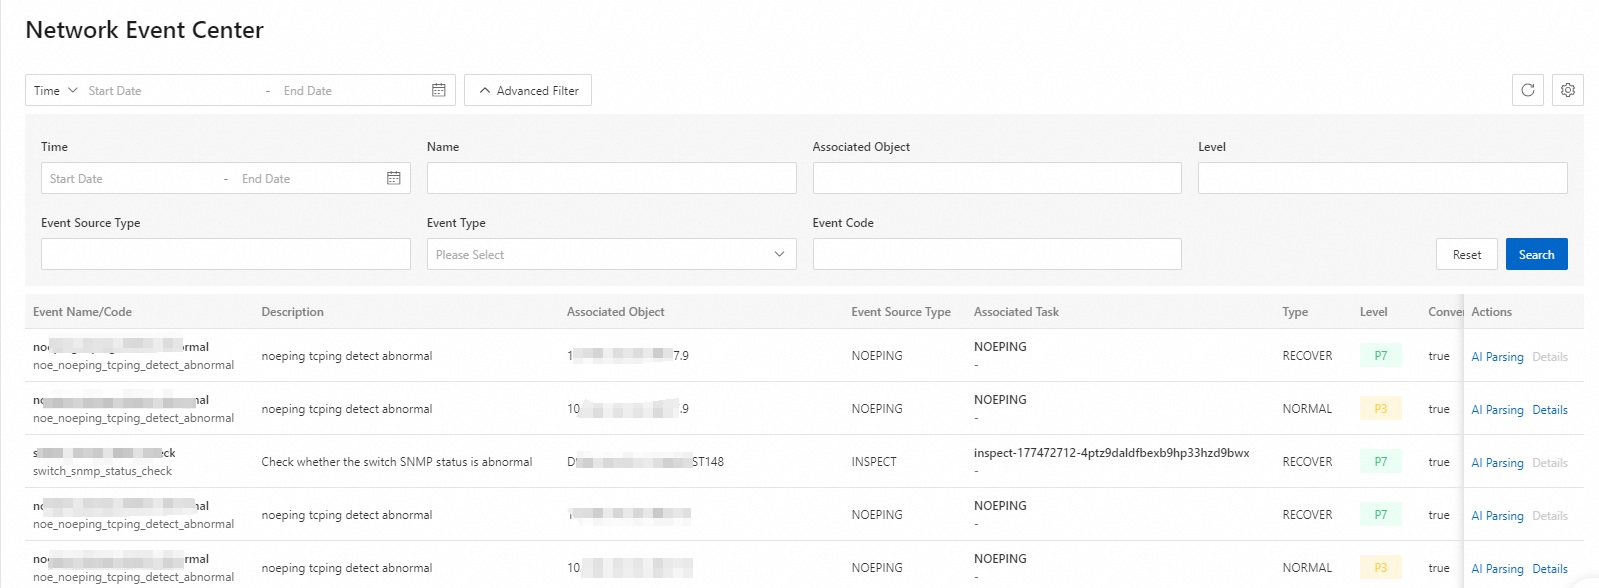 Network Event Center
Time Start Date - End Date Advanced Filter
Time Name Associated Object Level
Start Date - End Date
Event Source Type Event Type Event Code
Please Select Reset Search
Event Name/Code Description Associated Object Event Source Type Associated Task Type Level Actions
NOEPING
noeping tcping detect abnormal NOEPING RECOVER P7 true AI Parsing Details
noe_noeping_tcping_detect_abnormal -
NOEPING
noeping tcping detect abnormal NOEPING NORMAL P3 true AI Parsing Details
noe_noeping_tcping_detect_abnormal -
inspect-177472712-4ptz9daldfbexb9hp33hzd9bwx
Check whether the switch SNMP status is abnormal INSPECT RECOVER P7 true AI Parsing Details
switch_snmp_status_check -
NOEPING
noeping tcping detect abnormal NOEPING RECOVER P7 true AI Parsing Details
noe_noeping_tcping_detect_abnormal -
NOEPING
noeping tcping detect abnormal NOEPING NORMAL P3 true AI Parsing Details
noe_noeping_tcping_detect_abnormal -